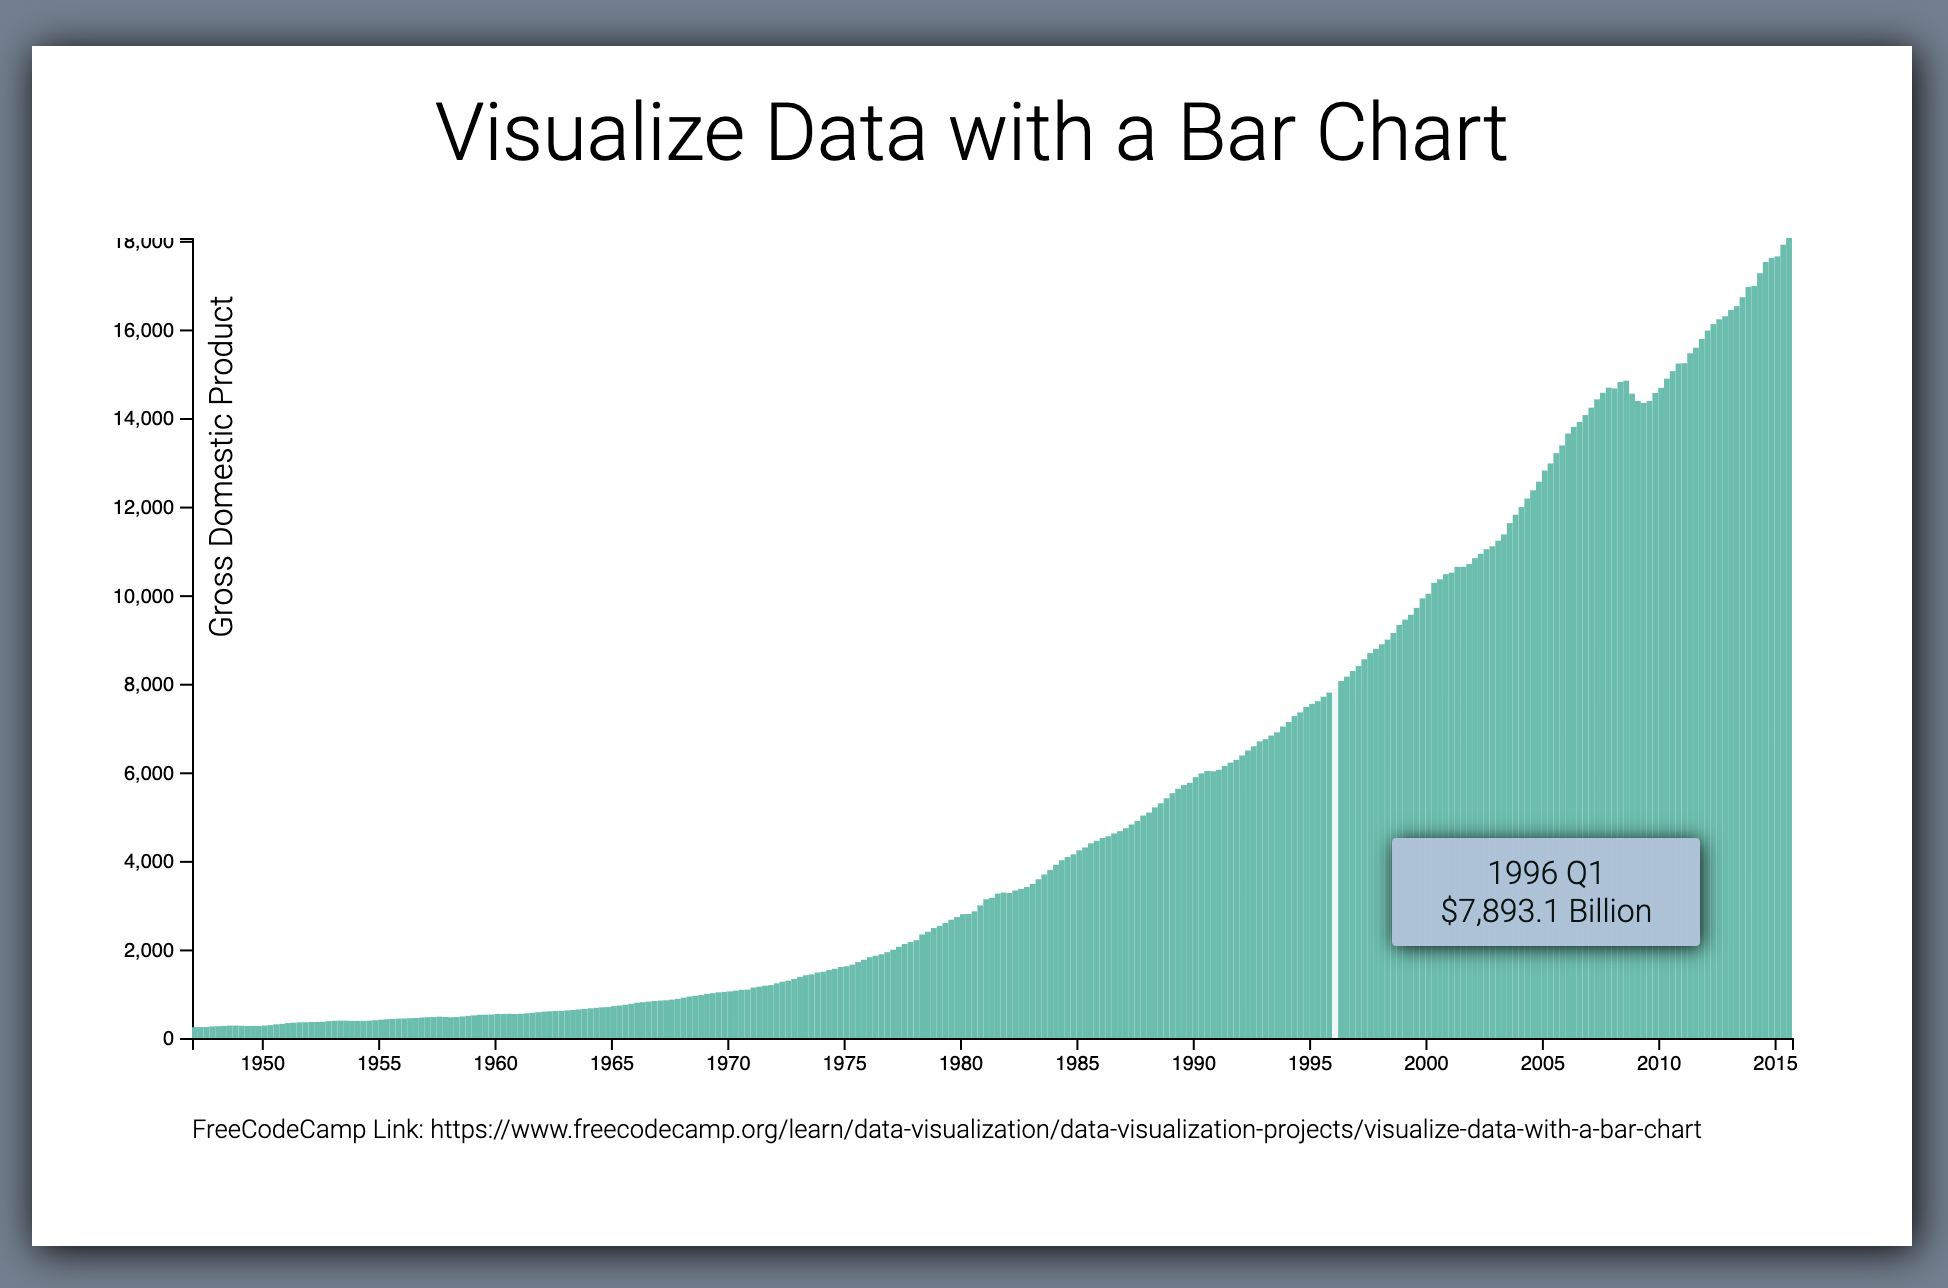 Visualize Data with a Bar Chart
18,000
16,000
14,000
12,000
10,000
8,000
6,000
4,000
2,000
0
Gross Domestic Product
1996 Q1
$7,893.1 Billion
1950 1955 1960 1965 1970 1975 1980 1985 1990 1995 2000 2005 2010 2015
FreeCodeCamp Link: https://www.freecodecamp.org/learn/data-visualization/data-visualization-projects/visualize-data-with-a-bar-chart